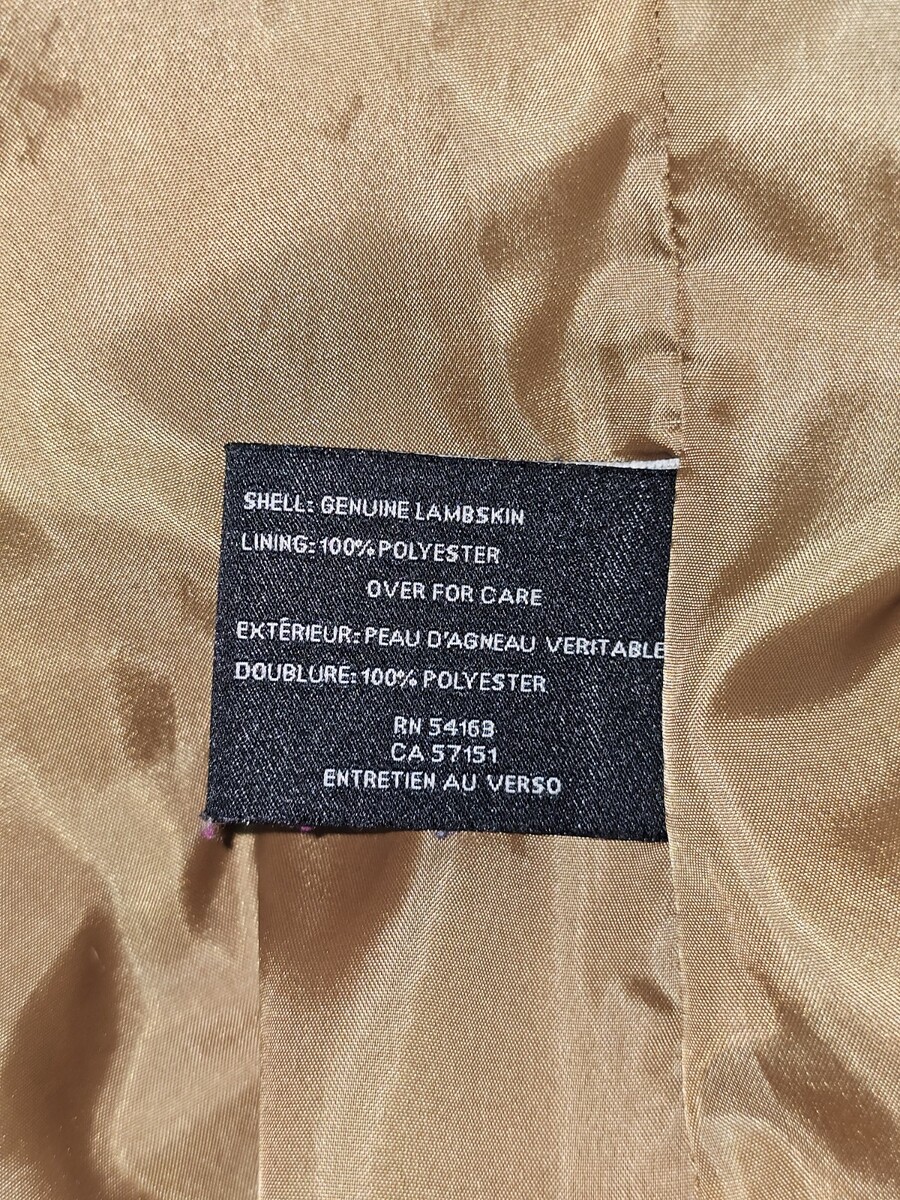 SHELL: GENUINE LAMBSKIN
LINING: 100% POLYESTER
OVER FOR CARE
EXTÉRIEUR: PEAU D'AGNEAU VERITABLE
DOUBLURE: 100% POLYESTER
RN 54163
CA 57151
ENTRETIEN AU VERSO